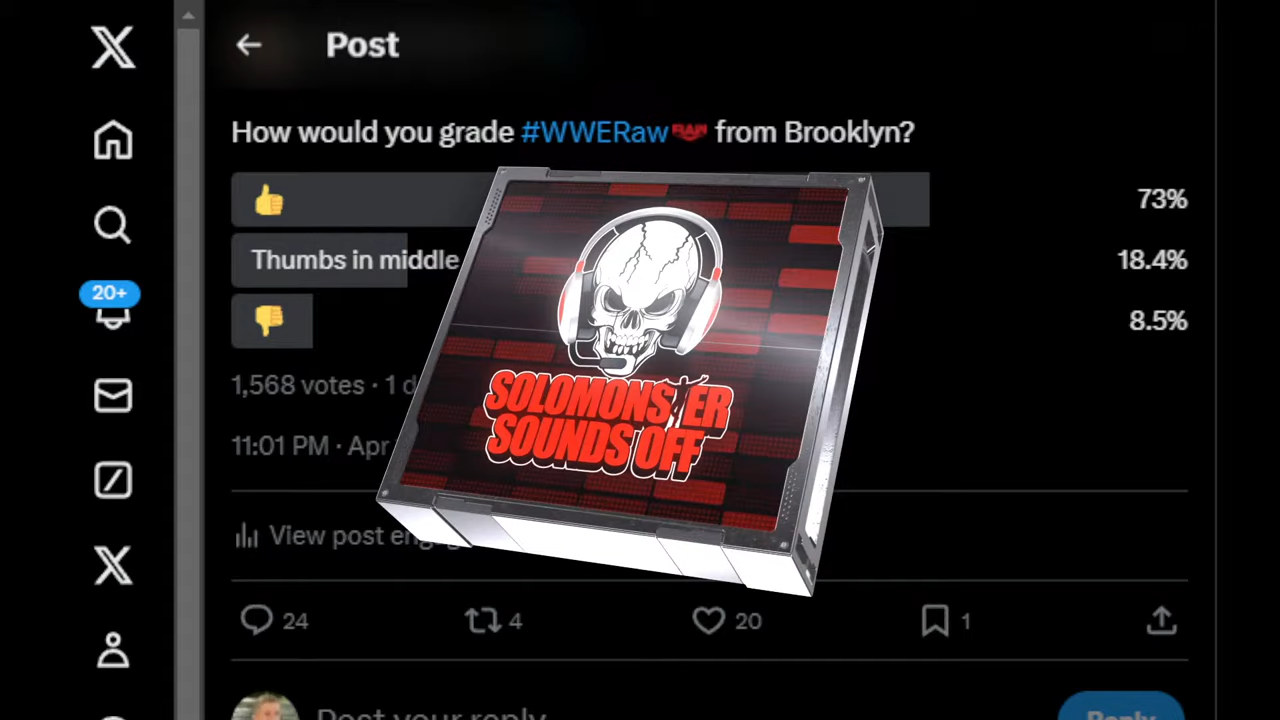 Post
How would you grade #WWERaw RAW from Brooklyn?
👍 73%
Thumbs in middle 18.4%
👎 8.5%
1,568 votes · 1 d
11:01 PM · Apr
View post
20+
SOLOMONSTER
SOUNDS OFF
24 4 20 1
Post your reply
Reply